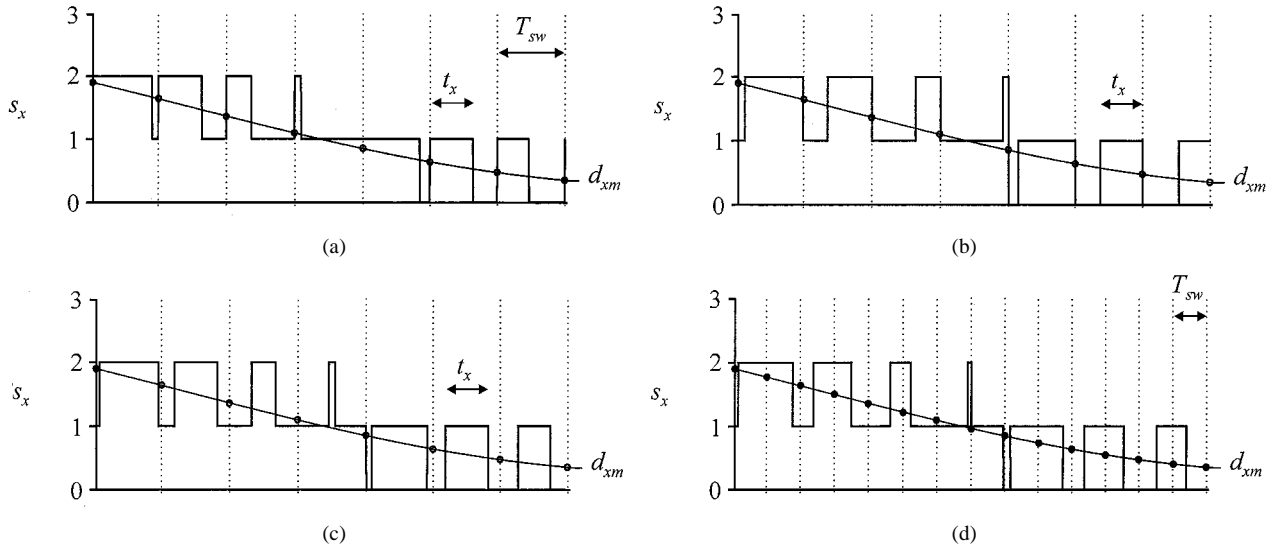 3
2
1
0
s_x
T_sw
t_x
d_xm
(a)
3
2
1
0
s_x
t_x
d_xm
(b)
3
2
1
0
s_x
t_x
d_xm
(c)
3
2
1
0
s_x
T_sw
d_xm
(d)